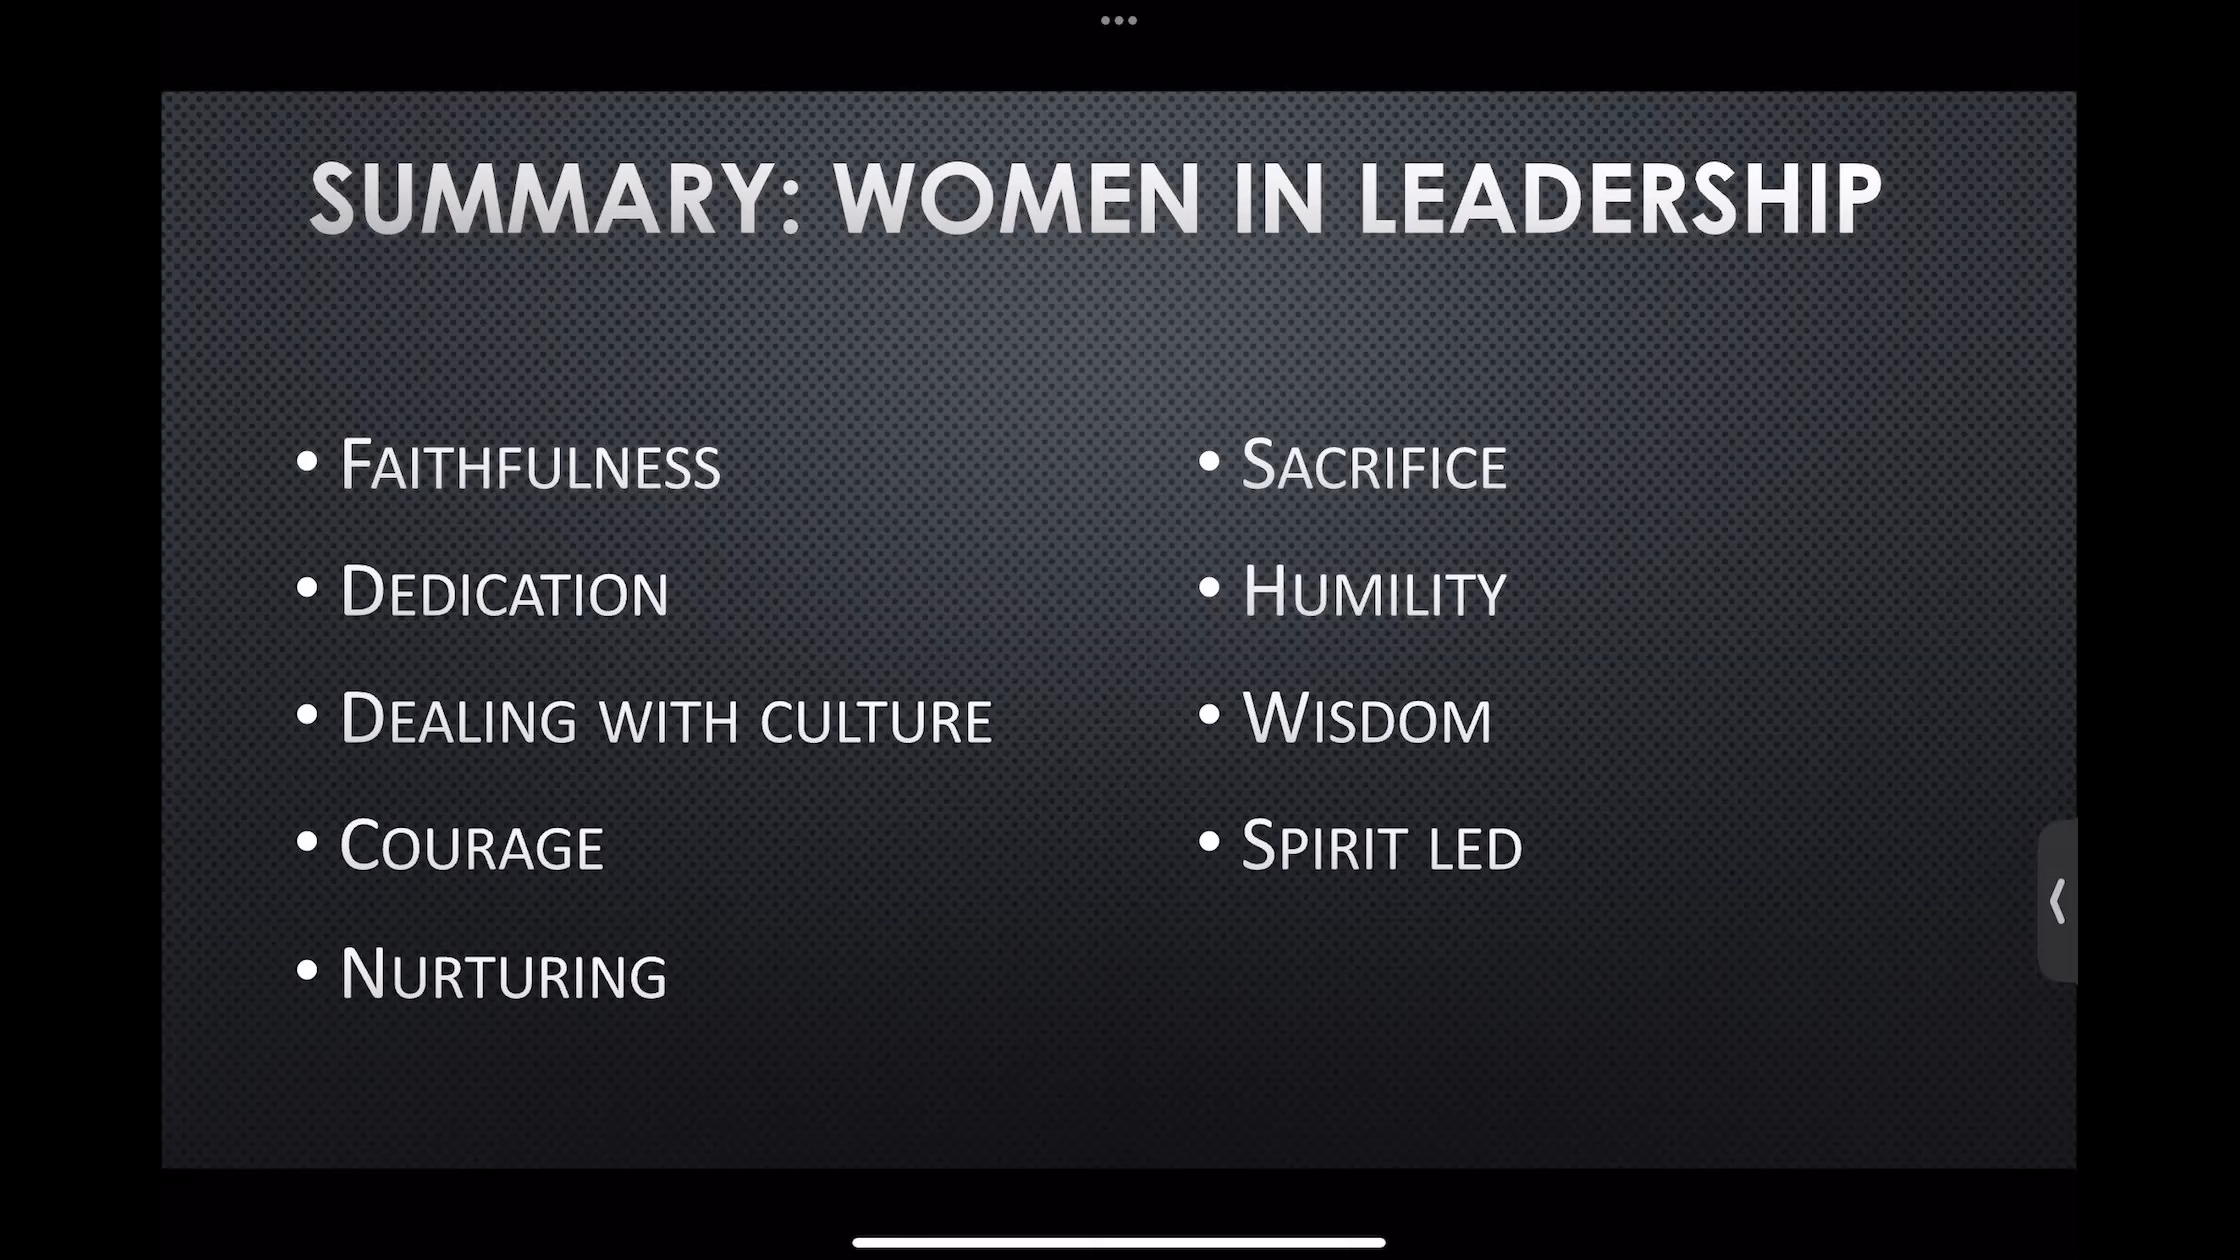 SUMMARY: WOMEN IN LEADERSHIP
• FAITHFULNESS
• DEDICATION
• DEALING WITH CULTURE
• COURAGE
• NURTURING
• SACRIFICE
• HUMILITY
• WISDOM
• SPIRIT LED